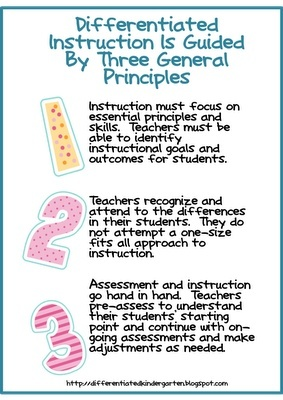 Differentiated
Instruction Is Guided
By Three General
Principles
1
Instruction must focus on
essential principles and
skills. Teachers must be
able to identify
instructional goals and
outcomes for students.
2
Teachers recognize and
attend to the differences
in their students. They do
not attempt a one-size
fits all approach to
instruction.
3
Assessment and instruction
go hand in hand. Teachers
pre-assess to understand
their students' starting
point and continue with on-
going assessments and make
adjustments as needed.
http://differentiatedkindergarten.blogspot.com